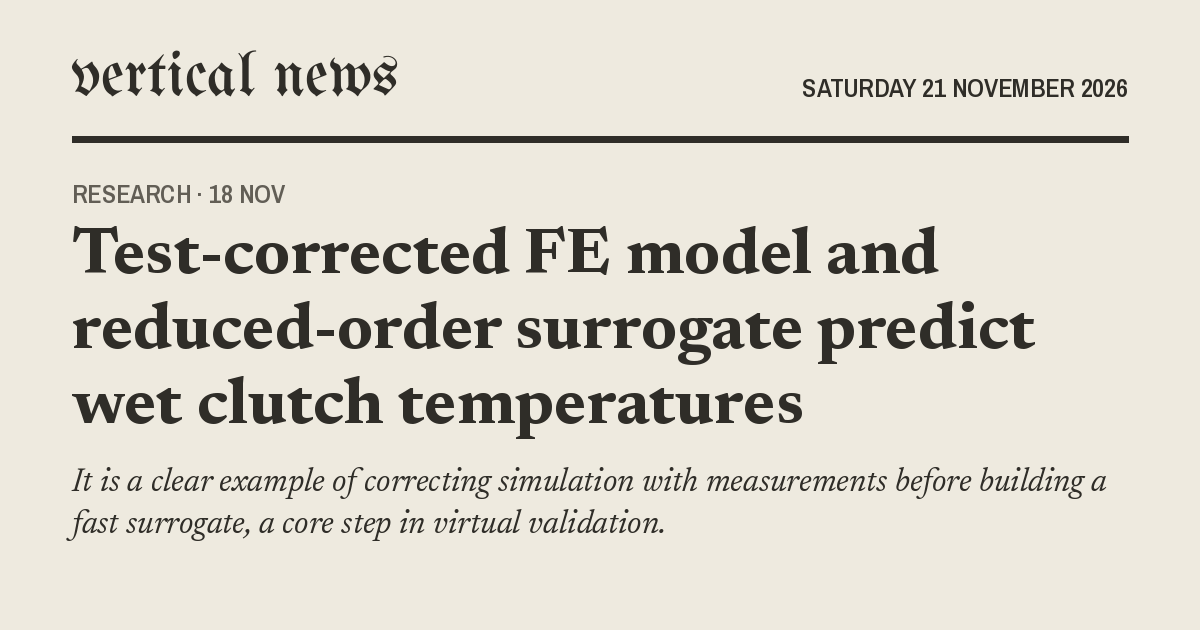 vertical news
SATURDAY 21 NOVEMBER 2026
RESEARCH · 18 NOV
Test-corrected FE model and
reduced-order surrogate predict
wet clutch temperatures
It is a clear example of correcting simulation with measurements before building a
fast surrogate, a core step in virtual validation.